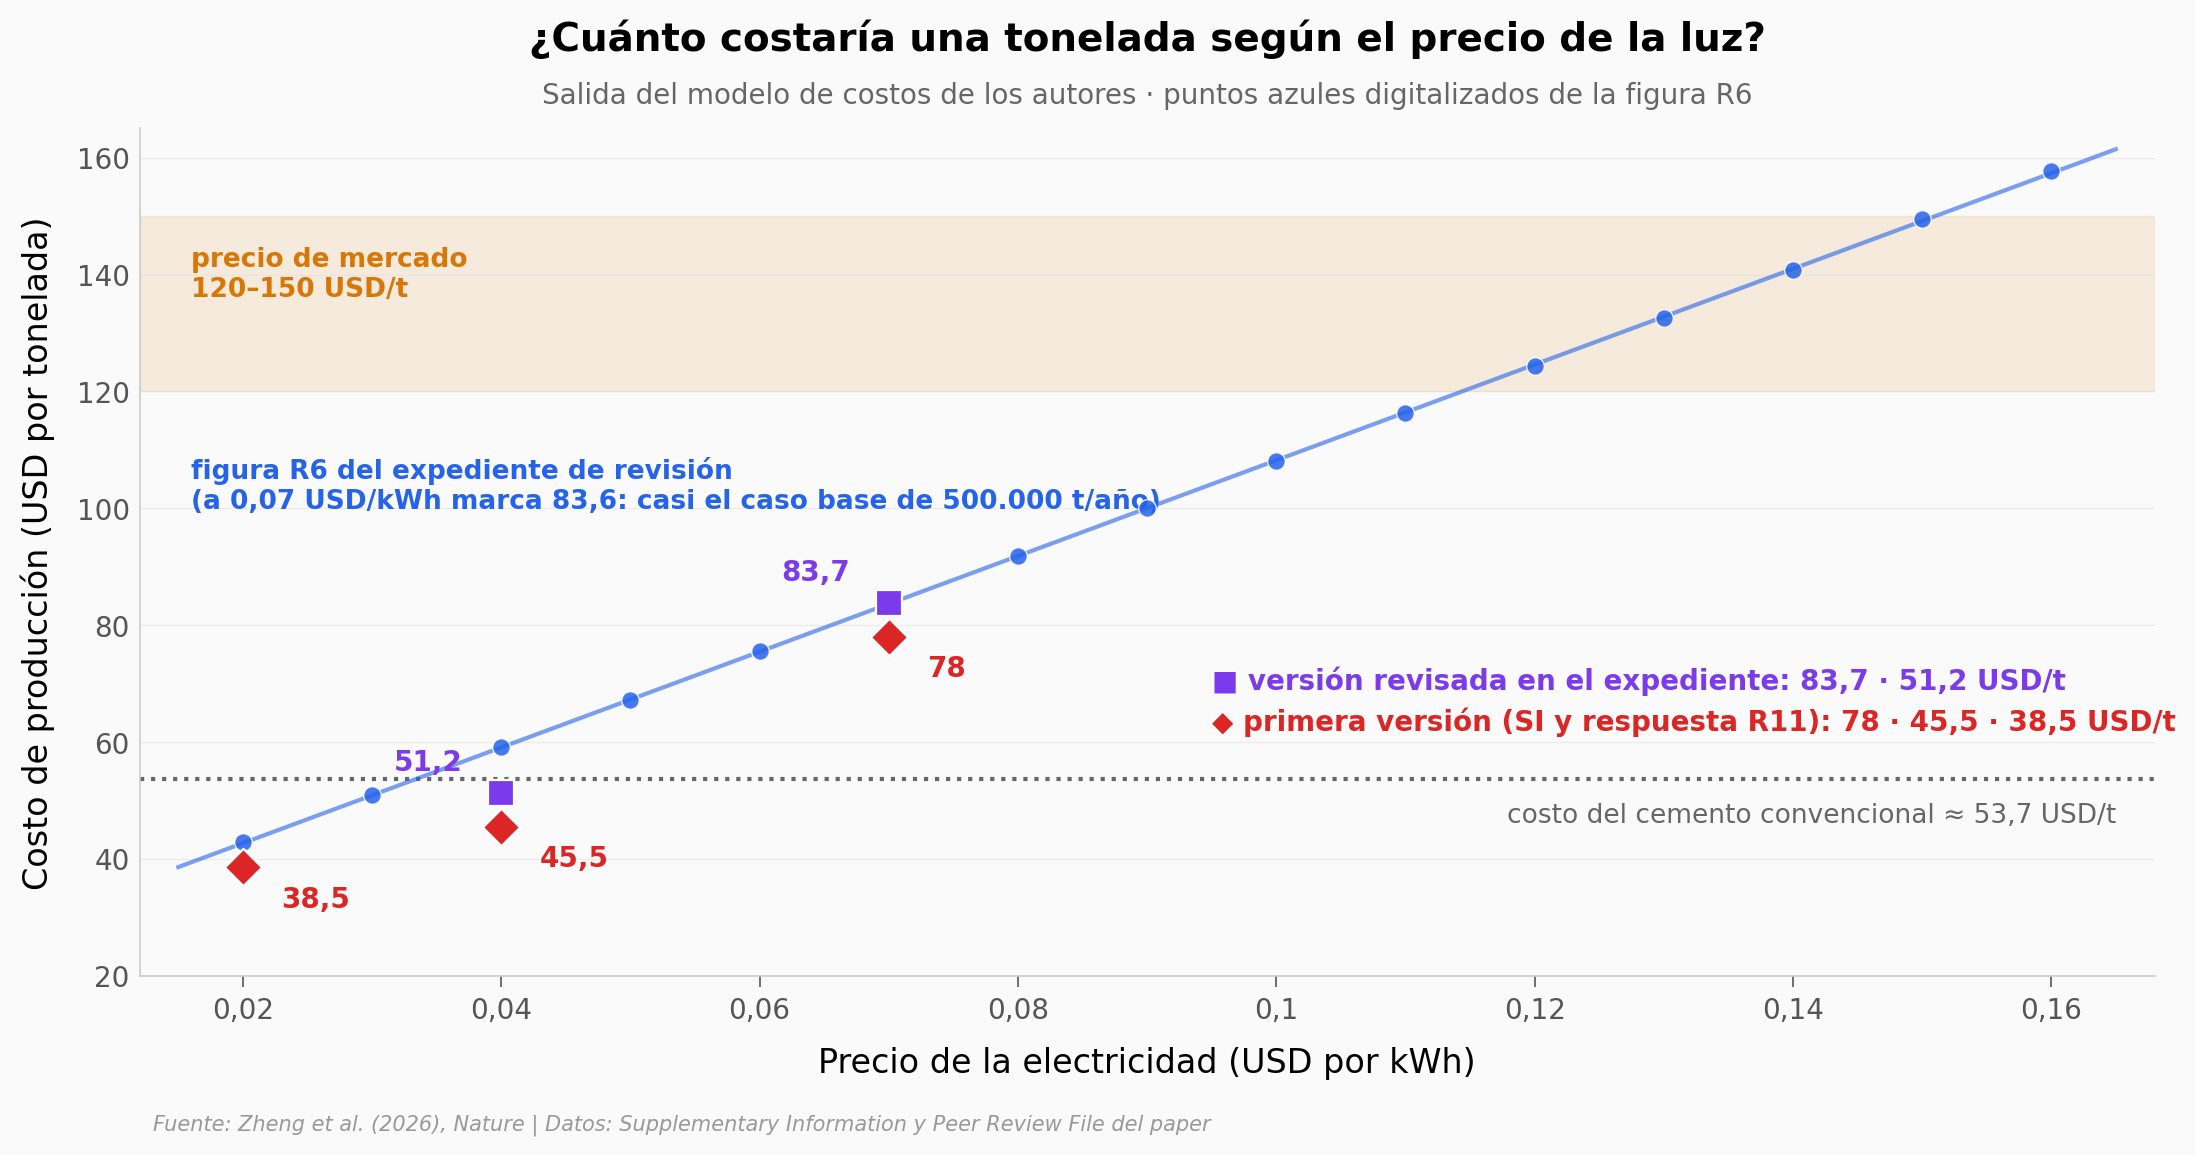 ¿Cuánto costaría una tonelada según el precio de la luz?
Salida del modelo de costos de los autores · puntos azules digitalizados de la figura R6
Costo de producción (USD por tonelada)
160
140
120
100
80
60
40
20
precio de mercado
120–150 USD/t
figura R6 del expediente de revisión
(a 0,07 USD/kWh marca 83,6: casi el caso base de 500.000 t/año)
83,7
78
■ versión revisada en el expediente: 83,7 · 51,2 USD/t
◆ primera versión (SI y respuesta R11): 78 · 45,5 · 38,5 USD/t
51,2
costo del cemento convencional ≈ 53,7 USD/t
45,5
38,5
0,02
0,04
0,06
0,08
0,1
0,12
0,14
0,16
Precio de la electricidad (USD por kWh)
Fuente: Zheng et al. (2026), Nature | Datos: Supplementary Information y Peer Review File del paper